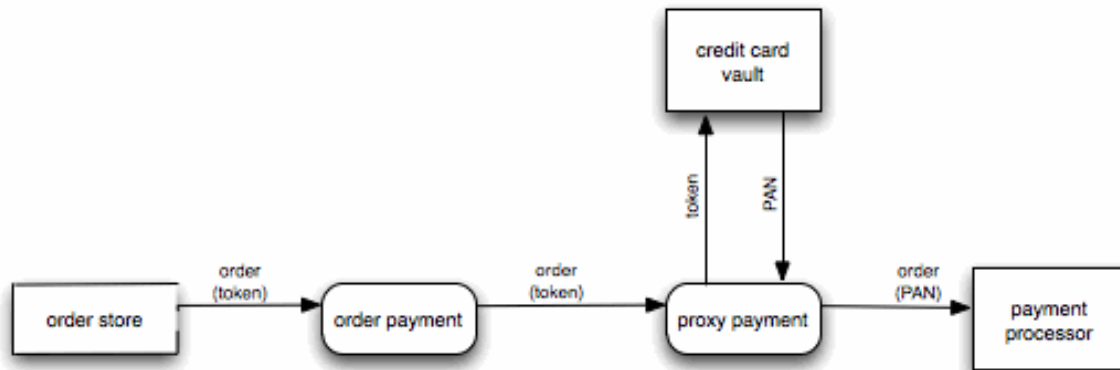 credit card
vault
token
PAN
order
(token)
order
(token)
order
(PAN)
order store
order payment
proxy payment
payment
processor